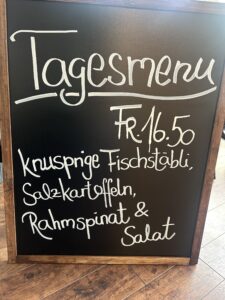 Tagesmenu
Fr. 16.50
knusprige Fischstäbli,
Salzkartoffeln,
Rahmspinat &
Salat